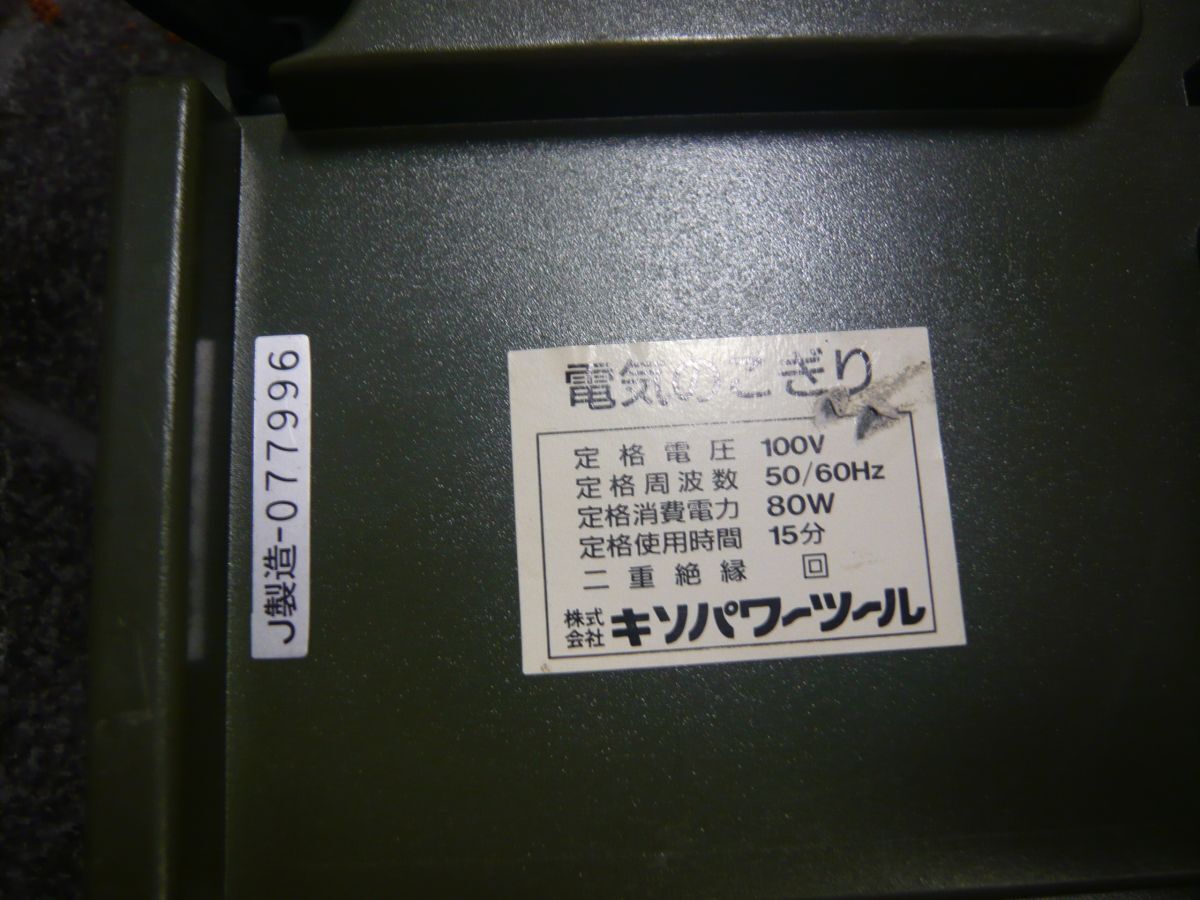 J製造-077996
電気のこぎり
定格電圧 100V
定格周波数 50/60Hz
定格消費電力 80W
定格使用時間 15分
二重絶縁 回
株式会社 キソパワーツール